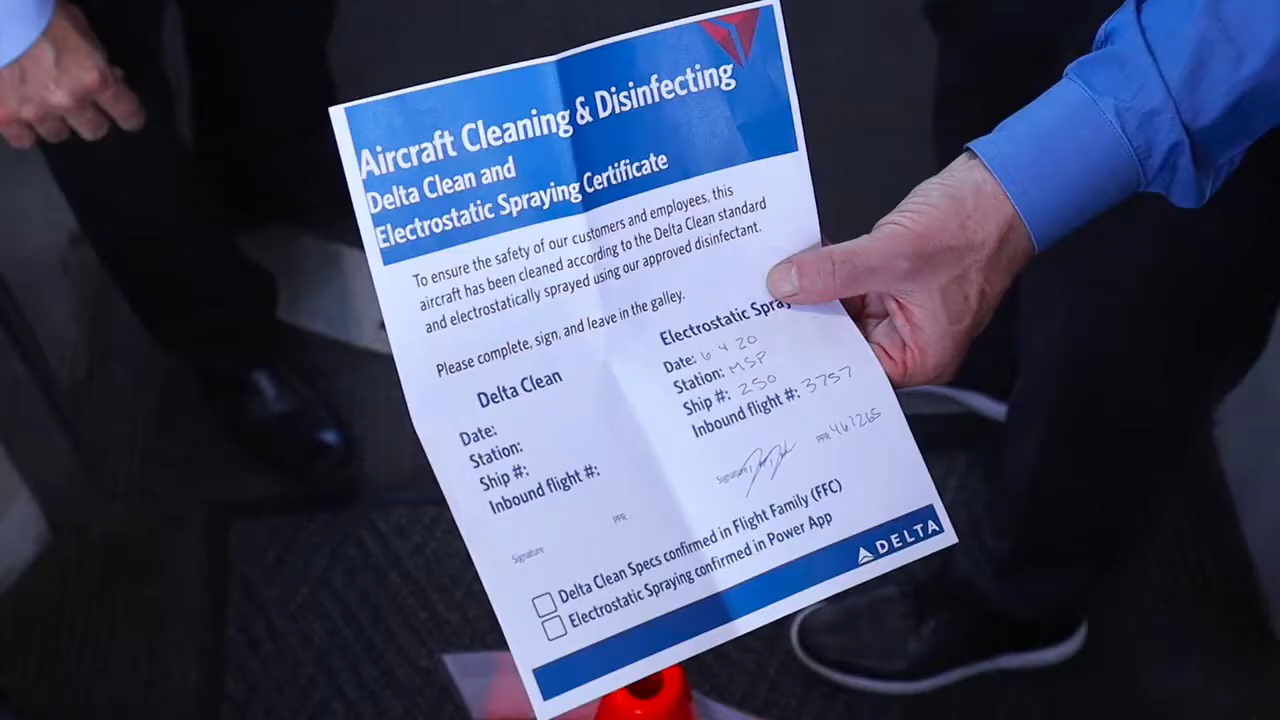 Aircraft Cleaning & Disinfecting
Delta Clean and
Electrostatic Spraying Certificate
To ensure the safety of our customers and employees, this
aircraft has been cleaned according to the Delta Clean standard
and electrostatically sprayed using our approved disinfectant.
Please complete, sign, and leave in the galley.
Delta Clean
Date:
Station:
Ship #:
Inbound flight #:
PPR
Signature
Electrostatic Spray
Date: 6 4 20
Station: MSP
Ship #: 250
Inbound flight #: 3757
Signature
PPR 467265
Delta Clean Specs confirmed in Flight Family (FFC)
Electrostatic Spraying confirmed in Power App
DELTA